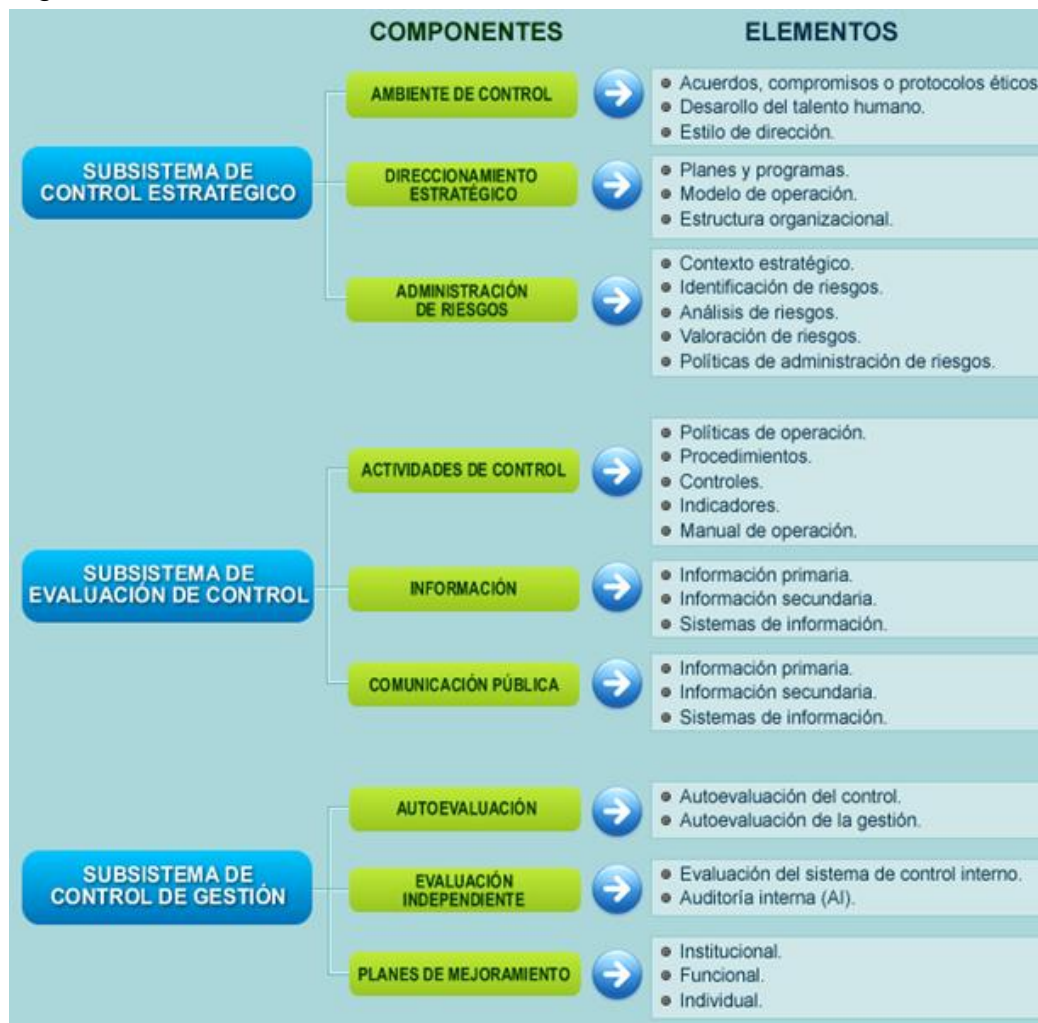 COMPONENTES
ELEMENTOS
SUBSISTEMA DE
CONTROL ESTRATEGICO
AMBIENTE DE CONTROL
Acuerdos, compromisos o protocolos éticos
Desarollo del talento humano.
Estilo de dirección.
DIRECCIONAMIENTO
ESTRATÉGICO
Planes y programas.
Modelo de operación.
Estructura organizacional.
ADMINISTRACIÓN
DE RIESGOS
Contexto estratégico.
Identificación de riesgos.
Análisis de riesgos.
Valoración de riesgos.
Políticas de administración de riesgos.
SUBSISTEMA DE
EVALUACIÓN DE CONTROL
ACTIVIDADES DE CONTROL
Políticas de operación.
Procedimientos.
Controles.
Indicadores.
Manual de operación.
INFORMACIÓN
Información primaria.
Información secundaria.
Sistemas de información.
COMUNICACIÓN PÚBLICA
Información primaria.
Información secundaria.
Sistemas de información.
SUBSISTEMA DE
CONTROL DE GESTIÓN
AUTOEVALUACIÓN
Autoevaluación del control.
Autoevaluación de la gestión.
EVALUACIÓN
INDEPENDIENTE
Evaluación del sistema de control interno.
Auditoría interna (AI).
PLANES DE MEJORAMIENTO
Institucional.
Funcional.
Individual.